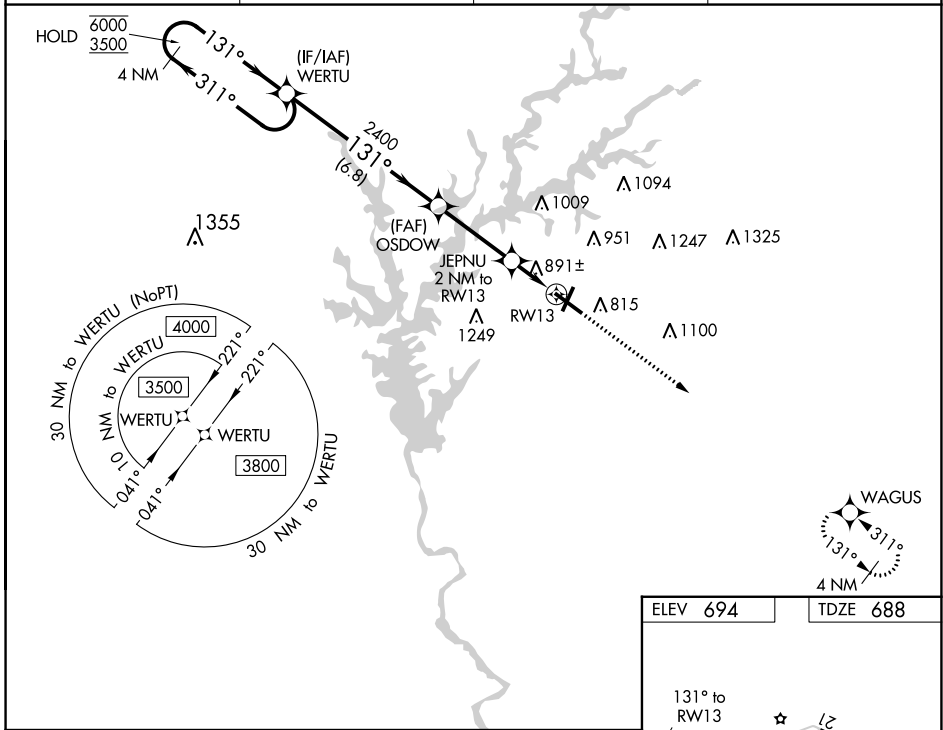 HOLD 6000
3500
4 NM
131°
311°
(IF/IAF)
WERTU
2400
131°
(6.8)
(FAF)
OSDOW
JEPNU
2 NM to
RW13
RW13
1355
1094
1009
951
1247
1325
891±
815
1249
1100
30 NM to WERTU (NoPT)
4000
10 NM to WERTU
3500
221°
221°
WERTU
WERTU
3800
041°
041°
30 NM to WERTU
WAGUS
131°
311°
4 NM
ELEV 694
TDZE 688
131° to
RW13
21